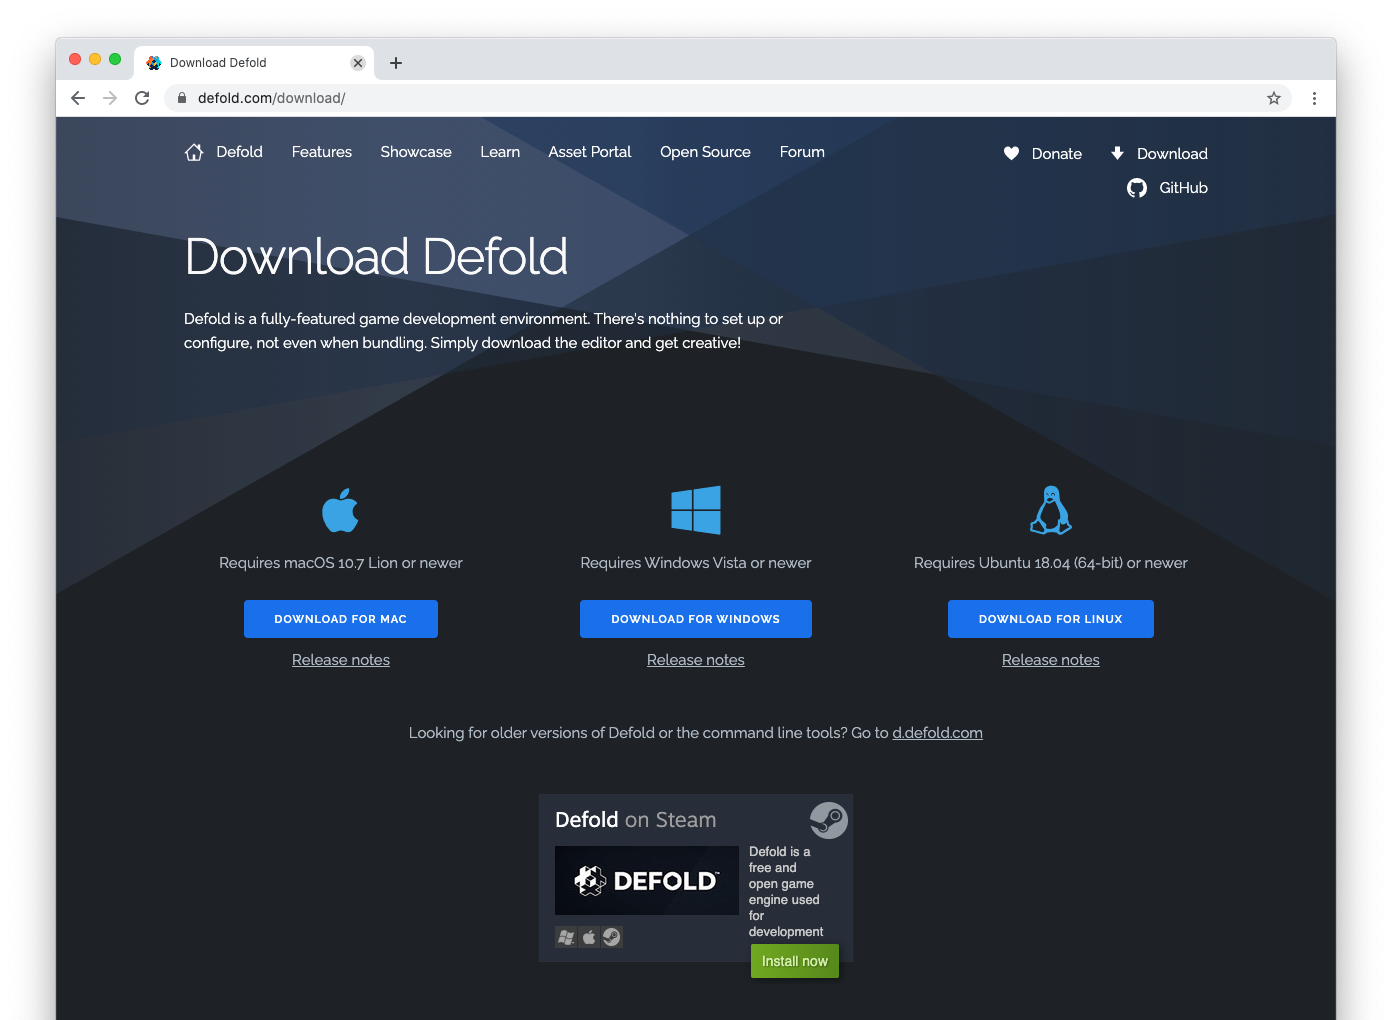 Download Defold
defold.com/download/
Defold Features Showcase Learn Asset Portal Open Source Forum
Donate Download
GitHub
Download Defold
Defold is a fully-featured game development environment. There's nothing to set up or
configure, not even when bundling. Simply download the editor and get creative!
Requires macOS 10.7 Lion or newer
DOWNLOAD FOR MAC
Release notes
Requires Windows Vista or newer
DOWNLOAD FOR WINDOWS
Release notes
Requires Ubuntu 18.04 (64-bit) or newer
DOWNLOAD FOR LINUX
Release notes
Looking for older versions of Defold or the command line tools? Go to d.defold.com
Defold on Steam
DEFOLD™
Defold is a
free and
open game
engine used
for
development
Install now